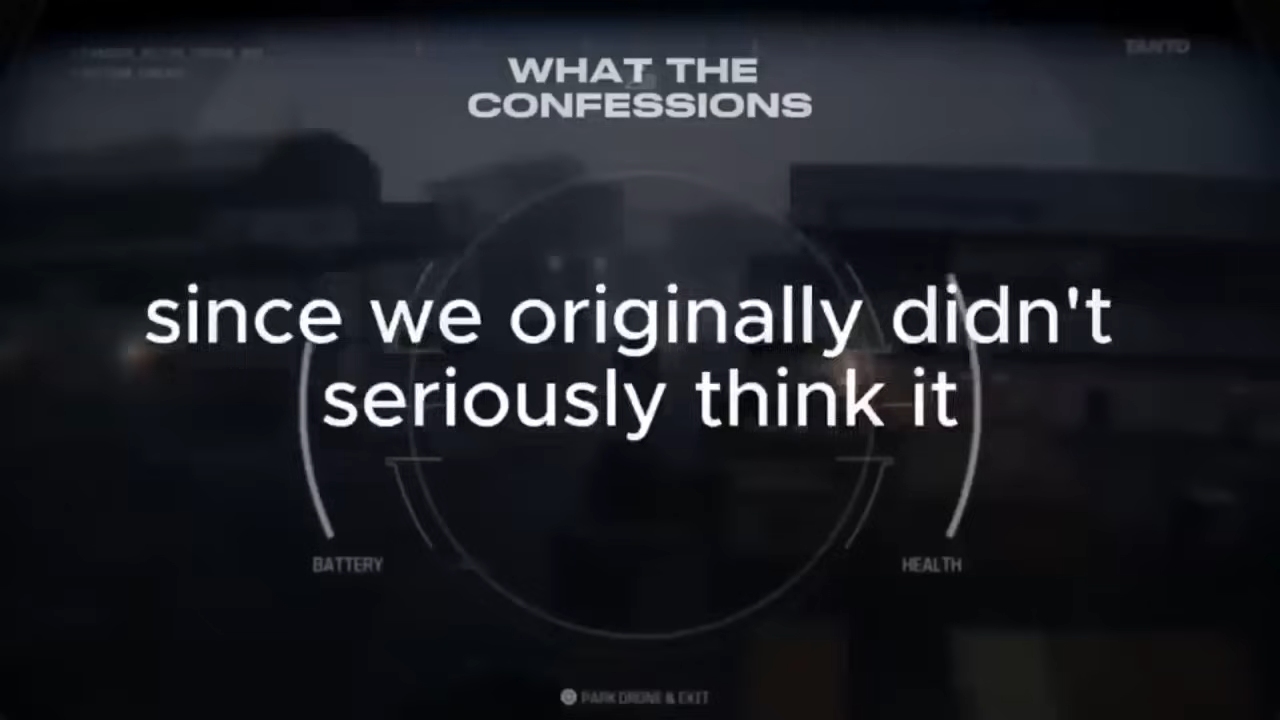 WHAT THE
CONFESSIONS
since we originally didn't
seriously think it
BATTERY
HEALTH
PARK DRONE & EXIT